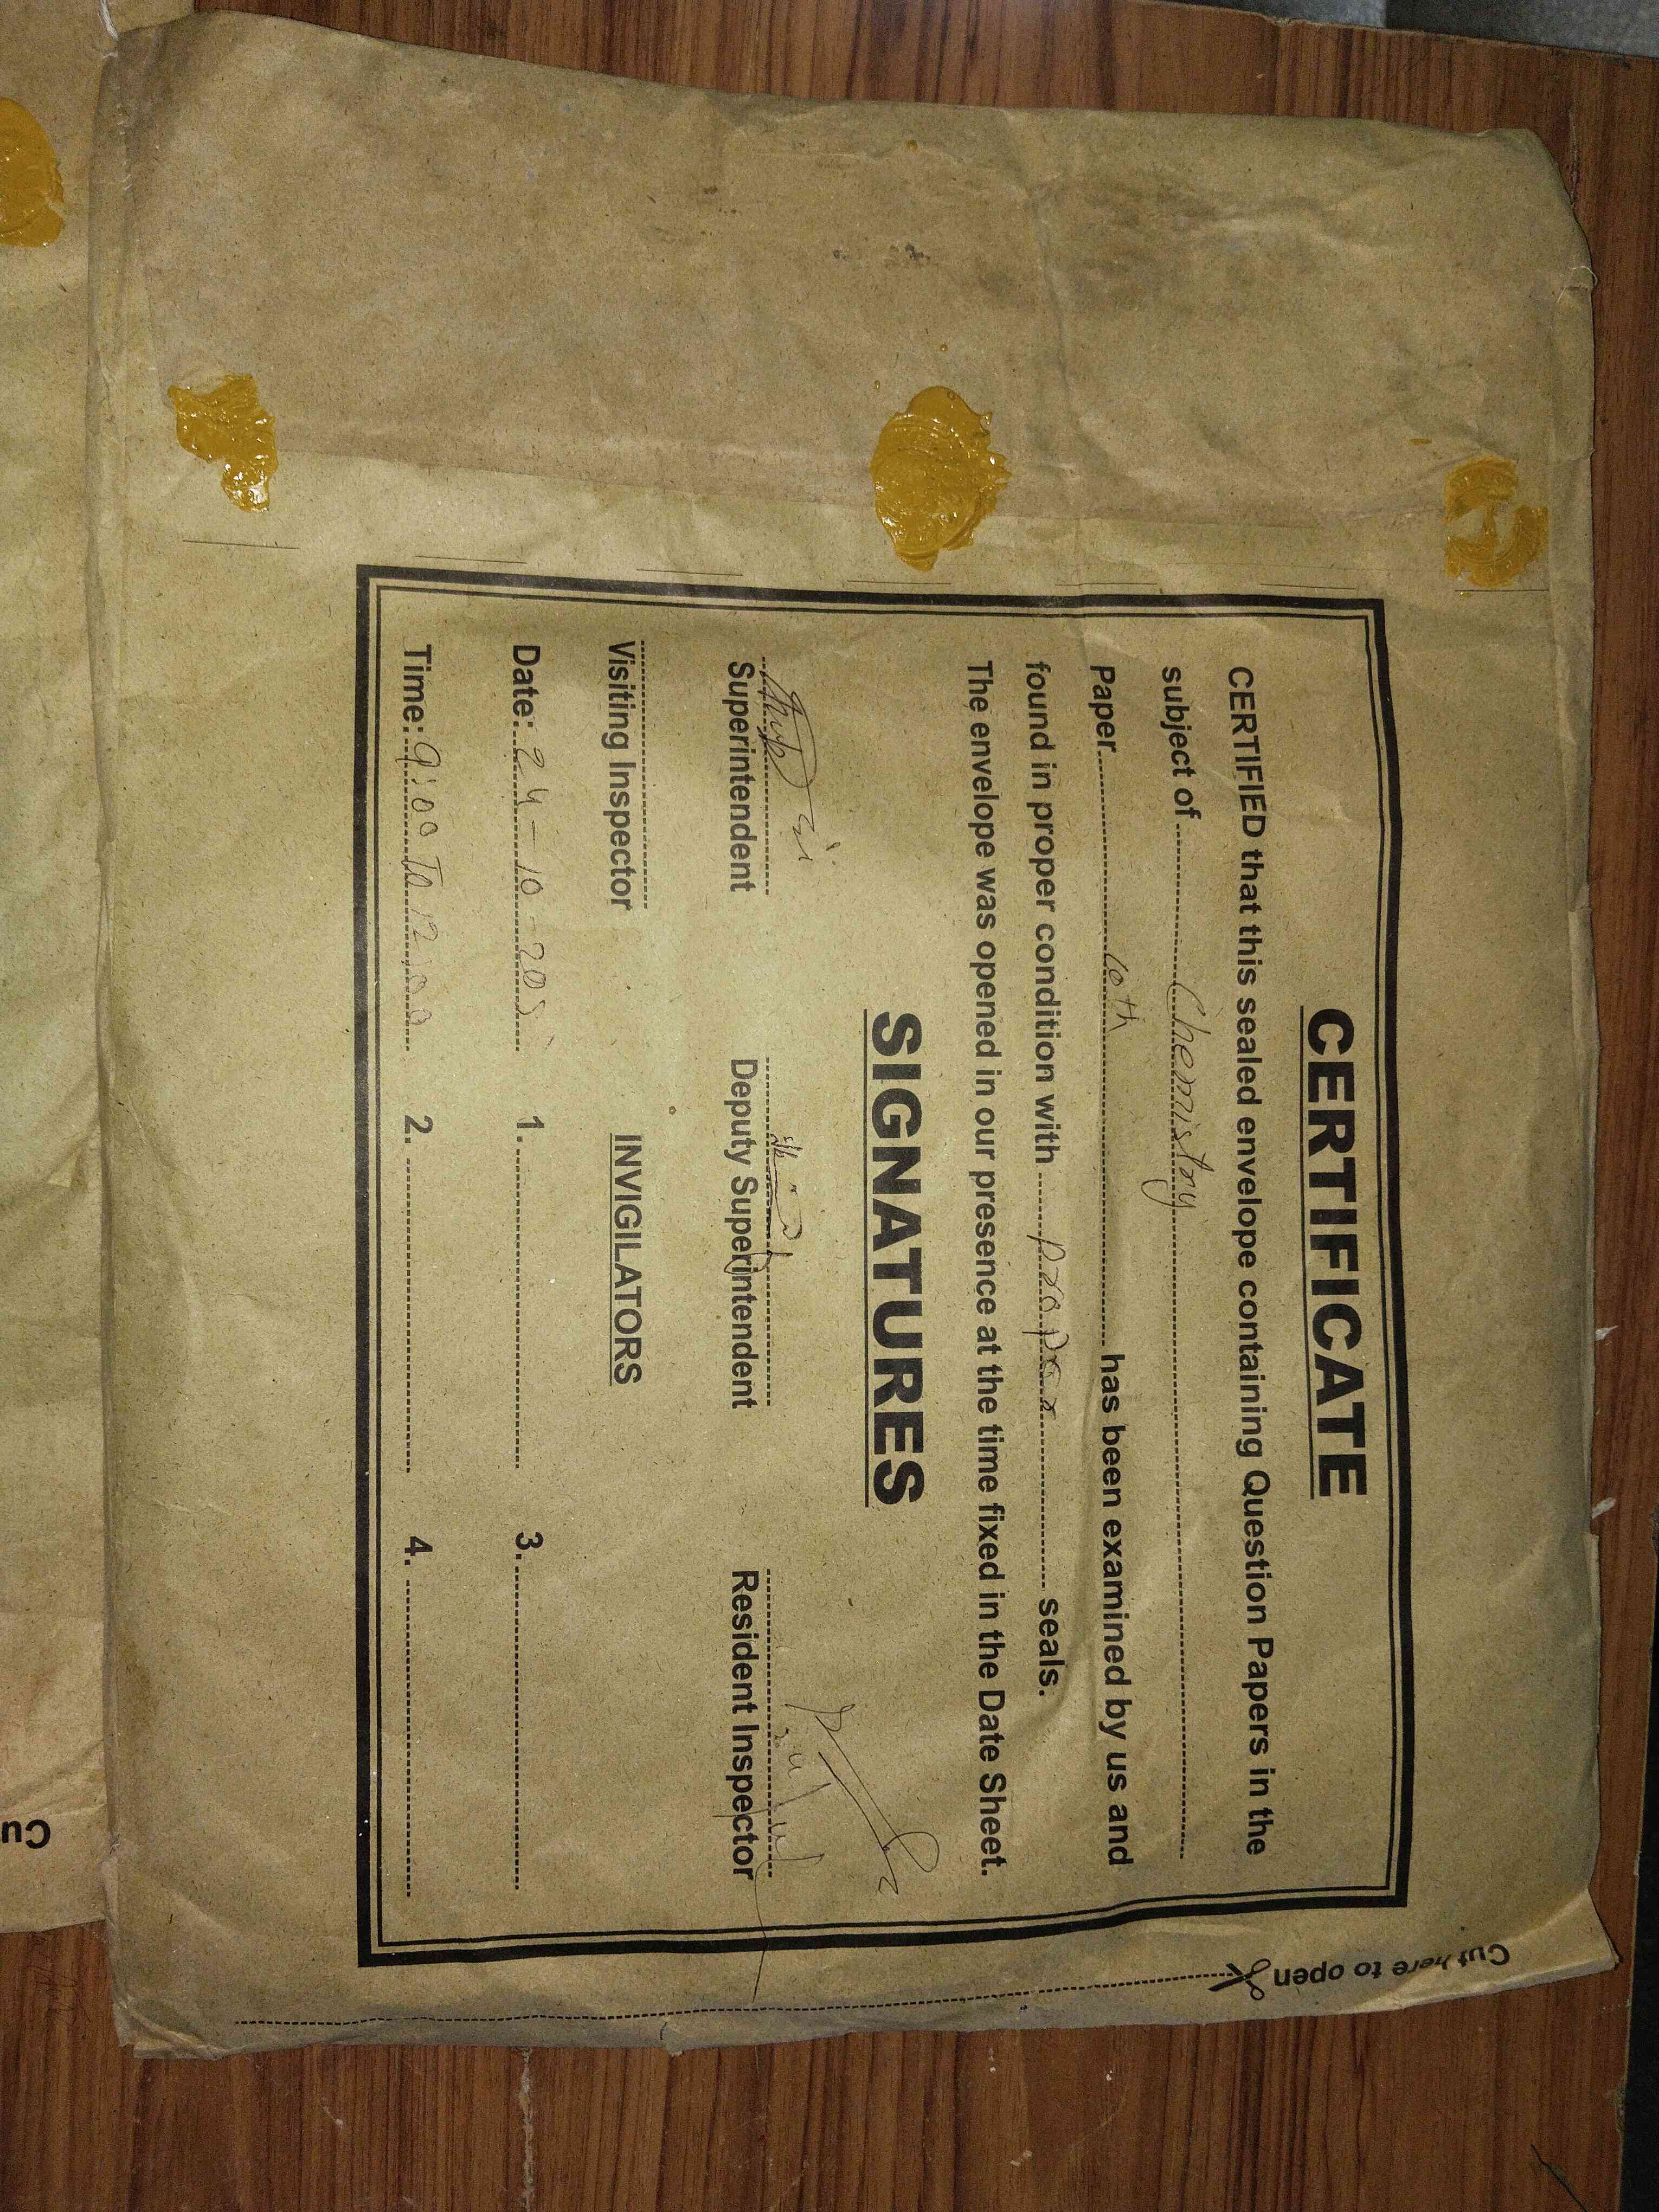 CERTIFICATE
CERTIFIED that this sealed envelope containing Question Papers in the
subject of Chemistry
Paper 10th has been examined by us and
found in proper condition with proper seals.
The envelope was opened in our presence at the time fixed in the Date Sheet.
SIGNATURES
Superintendent Deputy Superintendent Resident Inspector
Visiting Inspector INVIGILATORS
Date: 24-10-20 1. 3.
Time: 9:00 To 12:00 2. 4.
Cut here to open
Cu